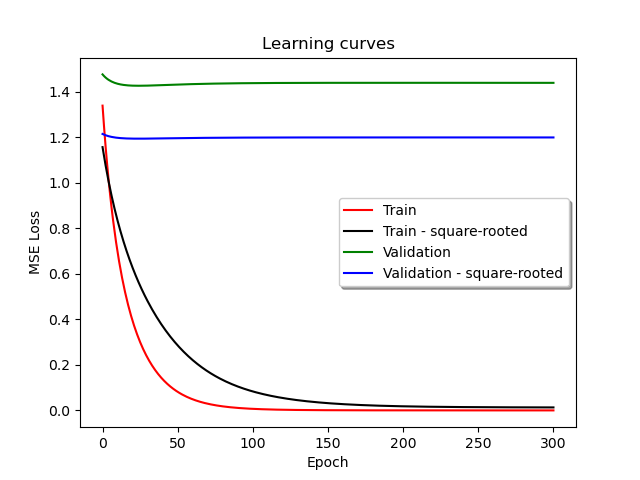 Learning curves
MSE Loss
1.4
1.2
1.0
0.8
0.6
0.4
0.2
0.0
Train
Train - square-rooted
Validation
Validation - square-rooted
0 50 100 150 200 250 300
Epoch